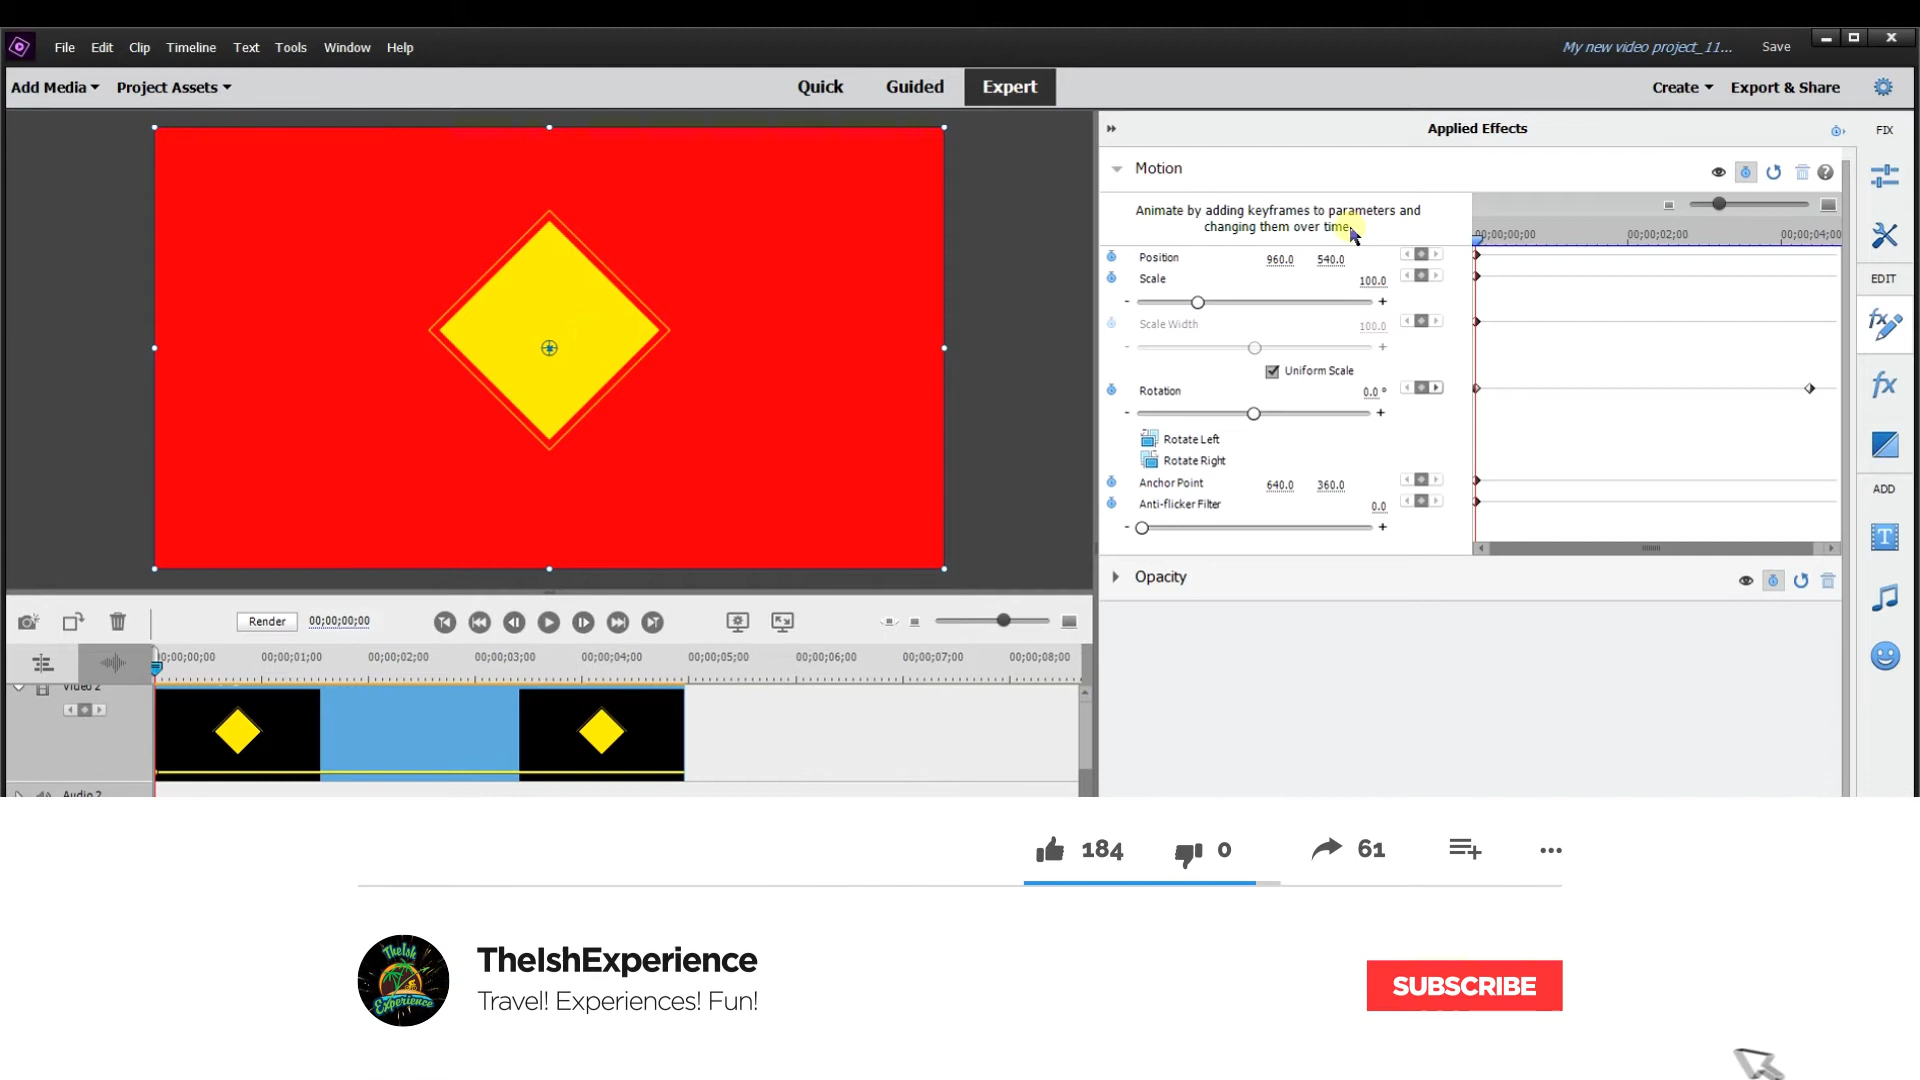 File Edit Clip Timeline Text Tools Window Help
My new video project_11... Save
Add Media Project Assets
Quick Guided Expert
Create Export & Share
Applied Effects
FIX
Motion
Animate by adding keyframes to parameters and
changing them over time.
00;00;00;00 00;00;02;00 00;00;04;00
Position 960.0 540.0
Scale 100.0
- +
Scale Width 100.0
- +
Uniform Scale
Rotation 0.0 °
- +
Rotate Left
Rotate Right
Anchor Point 640.0 360.0
Anti-flicker Filter 0.0
- +
Opacity
EDIT
ADD
Render 00;00;00;00
00;00;00;00 00;00;01;00 00;00;02;00 00;00;03;00 00;00;04;00 00;00;05;00 00;00;06;00 00;00;07;00 00;00;08;00
Video 2
Audio 2
184 0 61
TheIsh
Experience
TheIshExperience
Travel! Experiences! Fun!
SUBSCRIBE